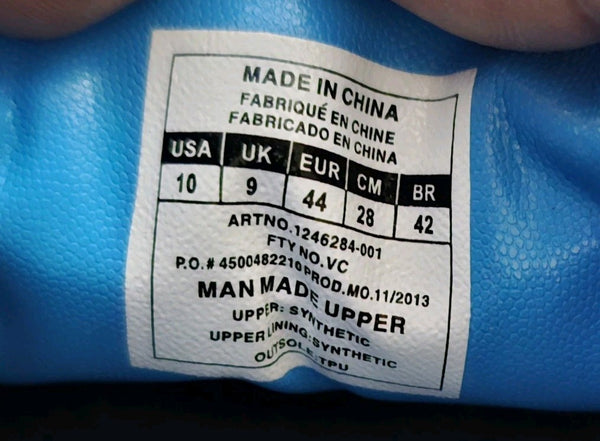 MADE IN CHINA
FABRIQUÉ EN CHINE
FABRICADO EN CHINA
USA UK EUR CM BR
10 9 44 28 42
ARTNO.1246284-001
FTY NO.VC
P.O.# 4500482210 PROD.MO.11/2013
MAN MADE UPPER
UPPER: SYNTHETIC
UPPER LINING:SYNTHETIC
OUTSOLE:TPU